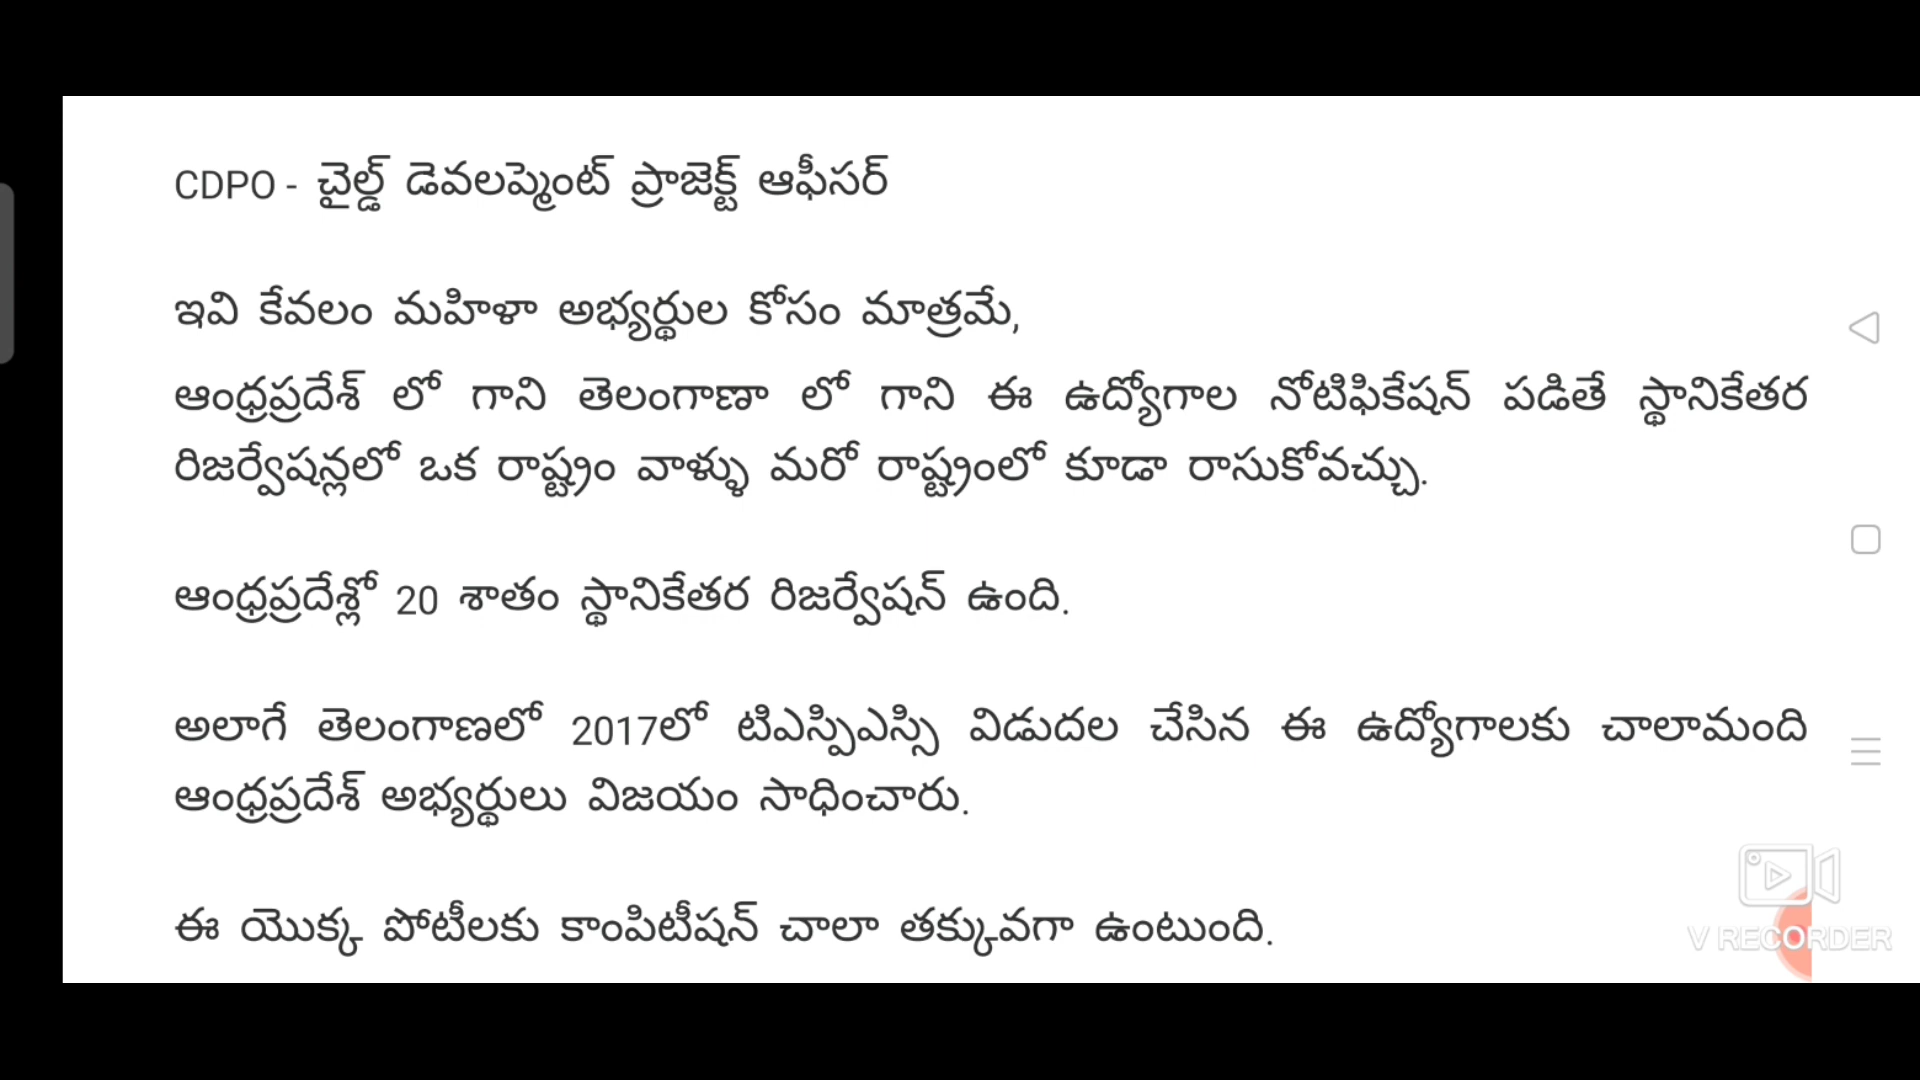 CDPO - చైల్డ్ డెవలప్మెంట్ ప్రాజెక్ట్ ఆఫీసర్
ఇవి కేవలం మహిళా అభ్యర్థుల కోసం మాత్రమే,
ఆంధ్రప్రదేశ్ లో గాని తెలంగాణా లో గాని ఈ ఉద్యోగాల నోటిఫికేషన్ పడితే స్థానికేతర
రిజర్వేషన్లలో ఒక రాష్ట్రం వాళ్ళు మరో రాష్ట్రంలో కూడా రాసుకోవచ్చు.
ఆంధ్రప్రదేశ్లో 20 శాతం స్థానికేతర రిజర్వేషన్ ఉంది.
అలాగే తెలంగాణలో 2017లో టిఎస్పిఎస్సి విడుదల చేసిన ఈ ఉద్యోగాలకు చాలామంది
ఆంధ్రప్రదేశ్ అభ్యర్థులు విజయం సాధించారు.
ఈ యొక్క పోటీలకు కాంపిటీషన్ చాలా తక్కువగా ఉంటుంది.
V RECORDER